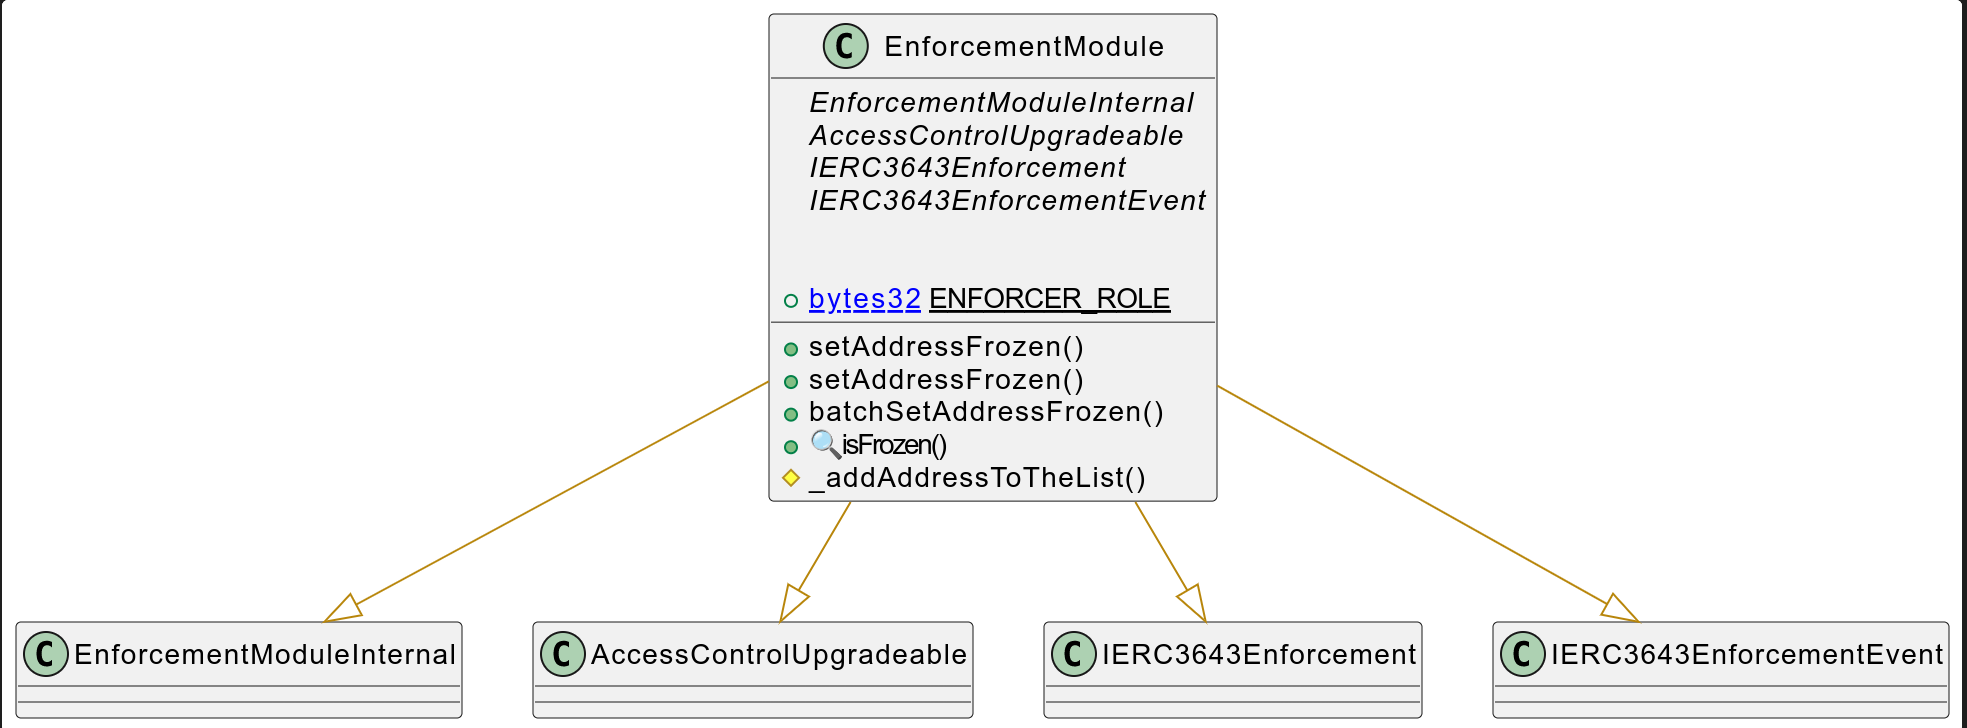 C EnforcementModule
EnforcementModuleInternal
AccessControlUpgradeable
IERC3643Enforcement
IERC3643EnforcementEvent
bytes32 ENFORCER_ROLE
setAddressFrozen()
setAddressFrozen()
batchSetAddressFrozen()
🔍isFrozen()
_addAddressToTheList()
C EnforcementModuleInternal
C AccessControlUpgradeable
C IERC3643Enforcement
C IERC3643EnforcementEvent